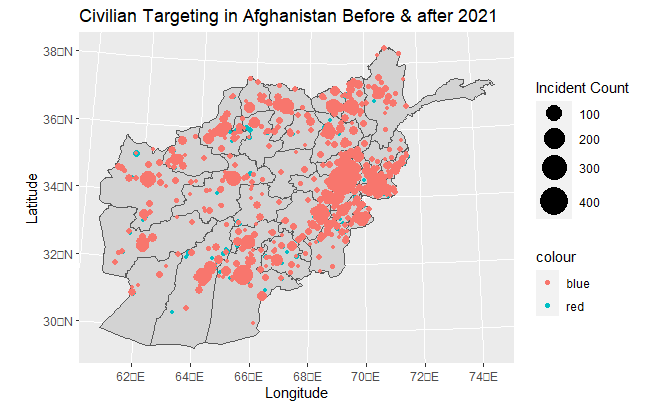 Civilian Targeting in Afghanistan Before & after 2021
38□N
36□N
34□N
32□N
30□N
Latitude
62□E 64□E 66□E 68□E 70□E 72□E 74□E
Longitude
Incident Count
100
200
300
400
colour
blue
red